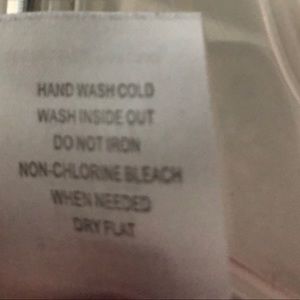 HAND WASH COLD
WASH INSIDE OUT
DO NOT IRON
NON-CHLORINE BLEACH
WHEN NEEDED
DRY FLAT